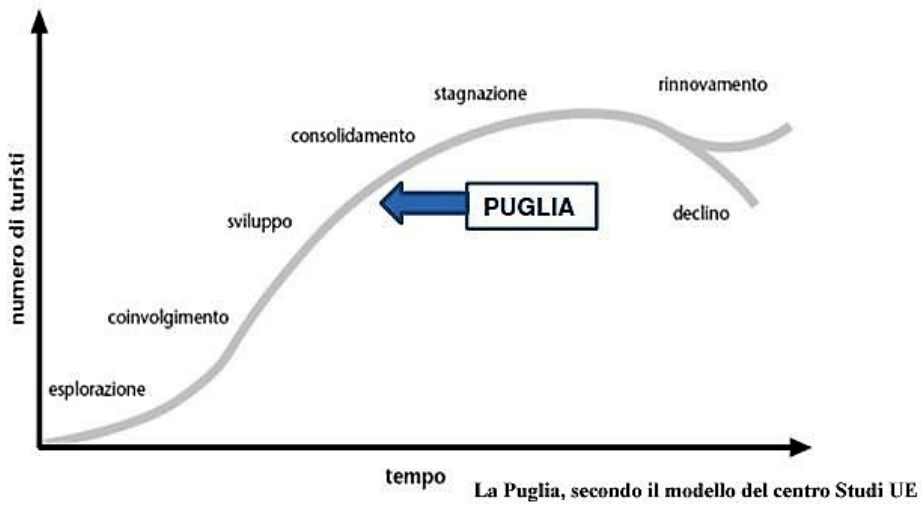 rinnovamento
stagnazione
consolidamento
PUGLIA
sviluppo
declino
numero di turisti
coinvolgimento
esplorazione
tempo
La Puglia, secondo il modello del centro Studi UE